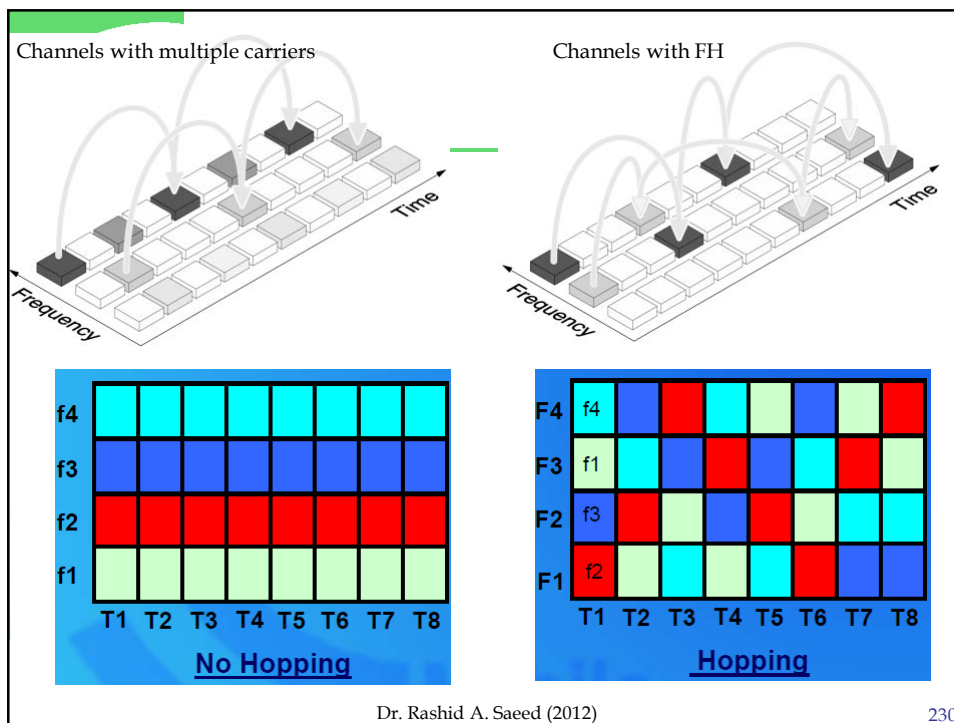 Channels with multiple carriers
Channels with FH
Time
Frequency
Time
Frequency
f4
f3
f2
f1
T1 T2 T3 T4 T5 T6 T7 T8
No Hopping
F4 f4
F3 f1
F2 f3
F1 f2
T1 T2 T3 T4 T5 T6 T7 T8
Hopping
Dr. Rashid A. Saeed (2012)
230